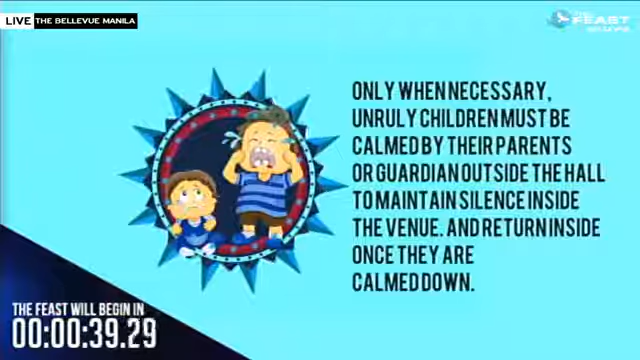 LIVE THE BELLEVUE MANILA
THE FEAST
ONLY WHEN NECESSARY,
UNRULY CHILDREN MUST BE
CALMED BY THEIR PARENTS
OR GUARDIAN OUTSIDE THE HALL
TO MAINTAIN SILENCE INSIDE
THE VENUE. AND RETURN INSIDE
ONCE THEY ARE
CALMED DOWN.
THE FEAST WILL BEGIN IN
00:00:39.29